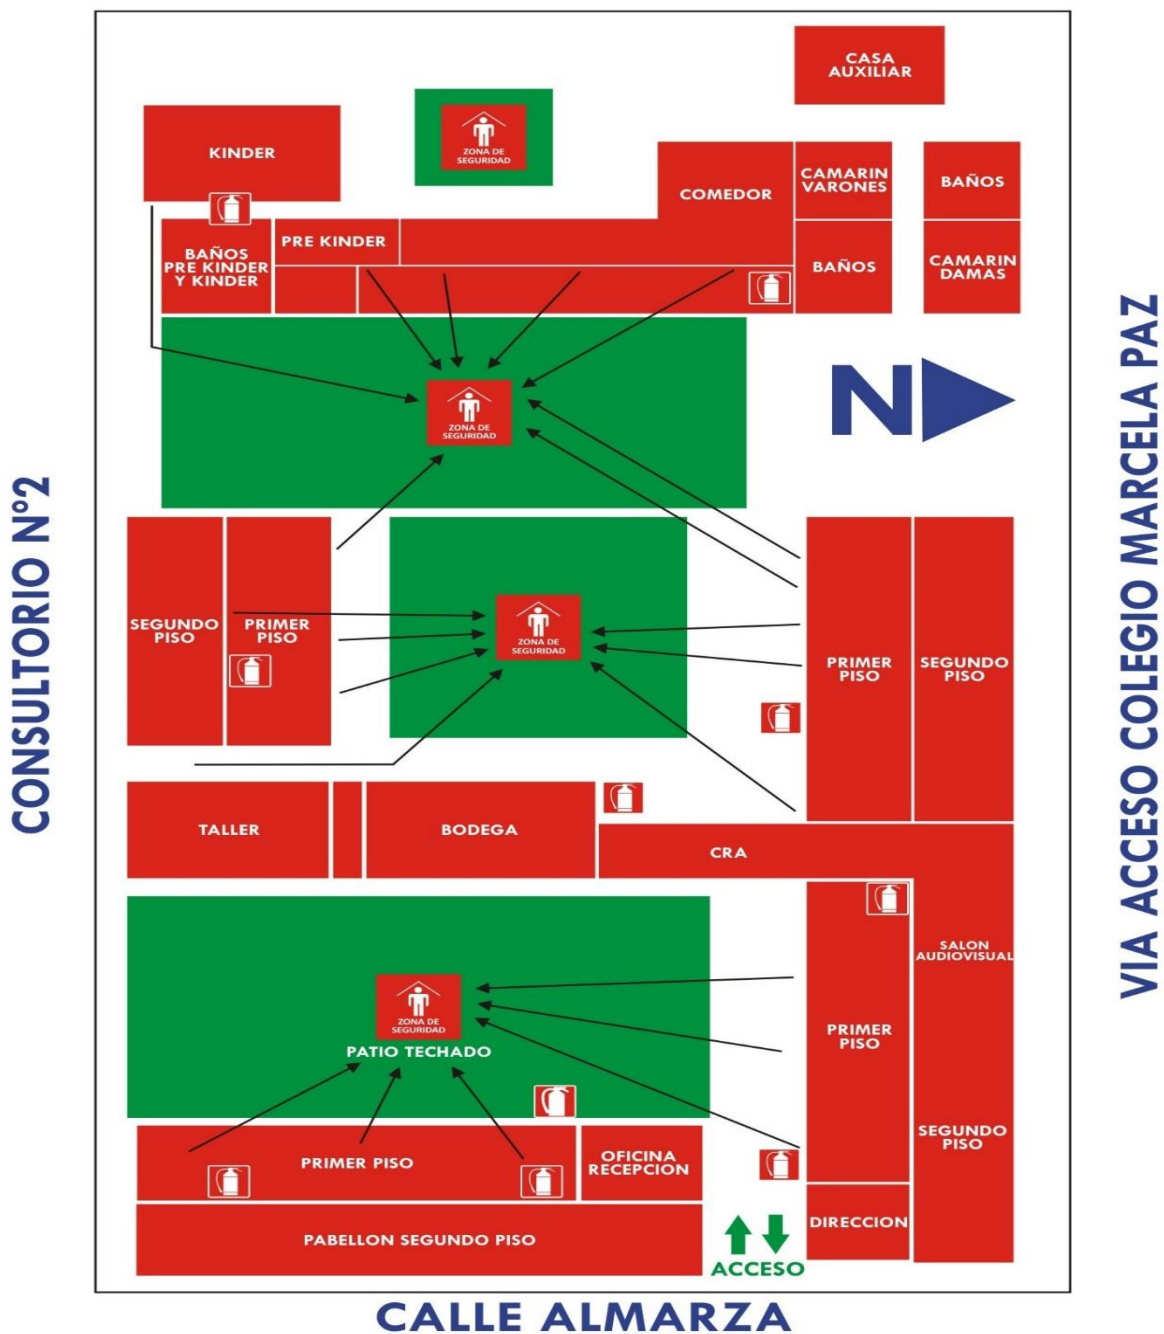 CASA
AUXILIAR
KINDER
ZONA DE
SEGURIDAD
COMEDOR
CAMARIN
VARONES
BAÑOS
BAÑOS
PRE KINDER
Y KINDER
PRE KINDER
BAÑOS
CAMARIN
DAMAS
ZONA DE
SEGURIDAD
N
CONSULTORIO Nº2
VIA ACCESO COLEGIO MARCELA PAZ
SEGUNDO
PISO
PRIMER
PISO
ZONA DE
SEGURIDAD
PRIMER
PISO
SEGUNDO
PISO
TALLER
BODEGA
CRA
SALON
AUDIOVISUAL
ZONA DE
SEGURIDAD
PATIO TECHADO
PRIMER
PISO
SEGUNDO
PISO
PRIMER PISO
OFICINA
RECEPCION
DIRECCION
PABELLON SEGUNDO PISO
ACCESO
CALLE ALMARZA